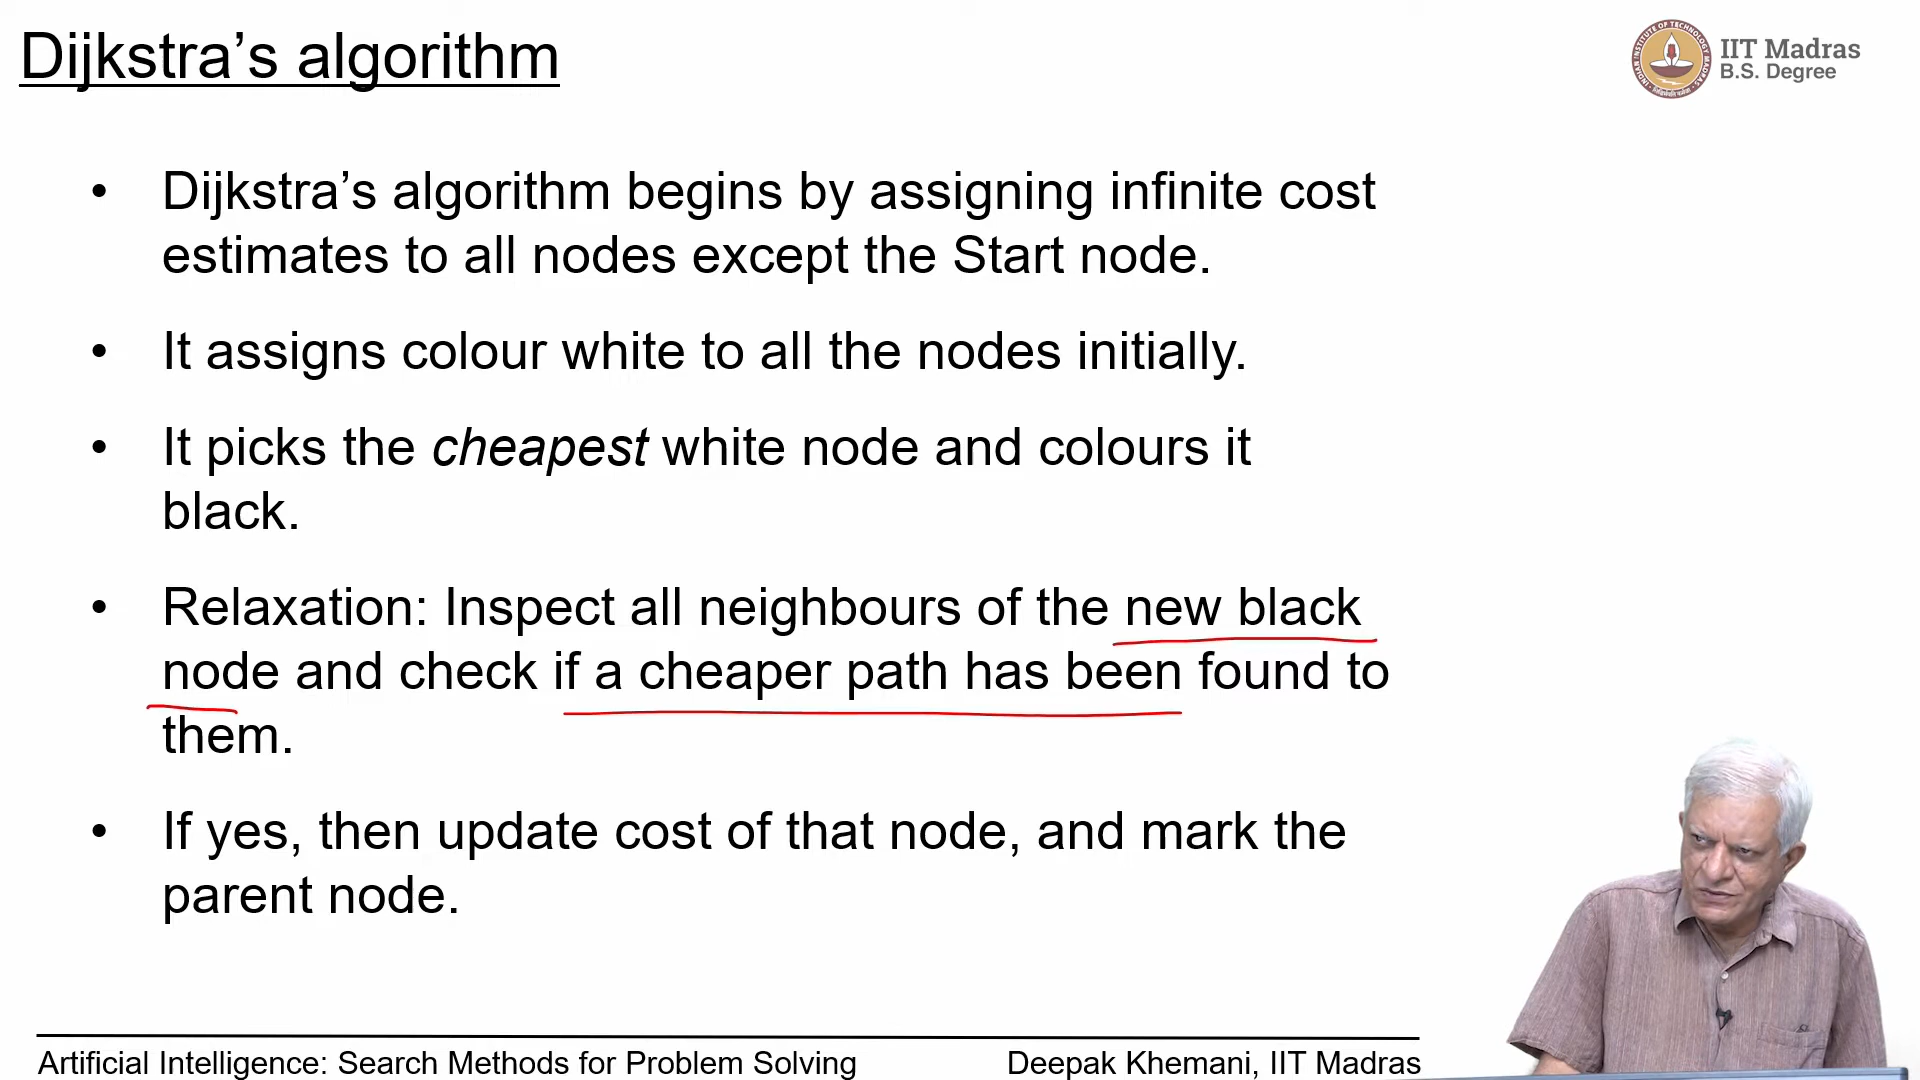 Dijkstra’s algorithm
IIT Madras
B.S. Degree
• Dijkstra’s algorithm begins by assigning infinite cost
estimates to all nodes except the Start node.
• It assigns colour white to all the nodes initially.
• It picks the cheapest white node and colours it
black.
• Relaxation: Inspect all neighbours of the new black
node and check if a cheaper path has been found to
them.
• If yes, then update cost of that node, and mark the
parent node.
Artificial Intelligence: Search Methods for Problem Solving
Deepak Khemani, IIT Madras